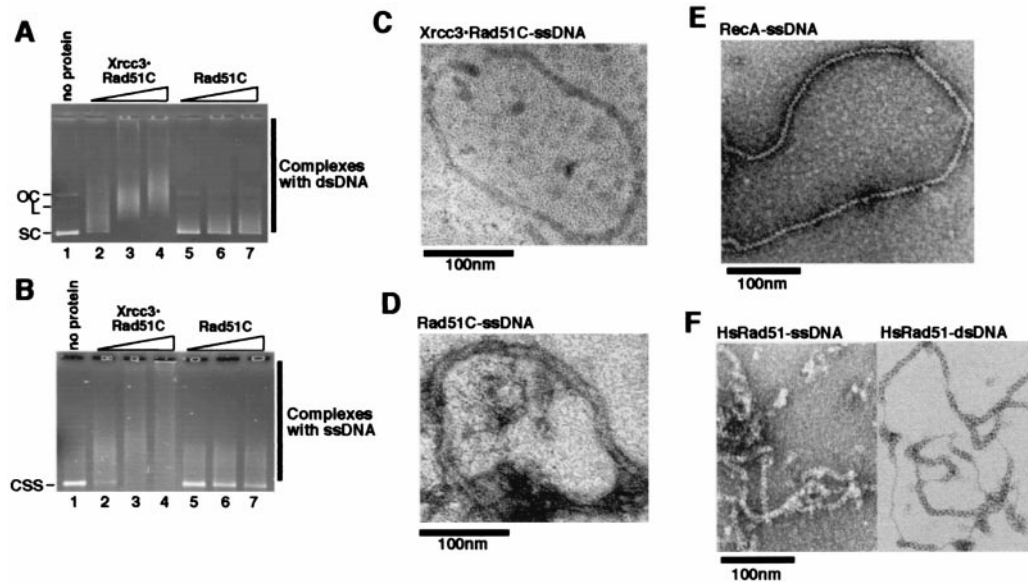 A
no protein
Xrcc3•
Rad51C
Rad51C
OC
L
SC
1 2 3 4 5 6 7
Complexes
with dsDNA
B
no protein
Xrcc3•
Rad51C
Rad51C
CSS
1 2 3 4 5 6 7
Complexes
with ssDNA
C
Xrcc3•Rad51C-ssDNA
100nm
D
Rad51C-ssDNA
100nm
E
RecA-ssDNA
100nm
F
HsRad51-ssDNA HsRad51-dsDNA
100nm